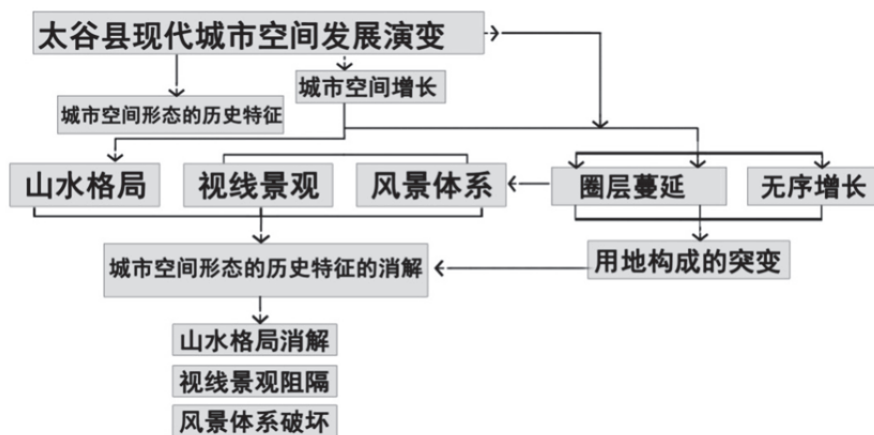 太谷县现代城市空间发展演变
城市空间增长
城市空间形态的历史特征
山水格局
视线景观
风景体系
圈层蔓延
无序增长
城市空间形态的历史特征的消解
用地构成的突变
山水格局消解
视线景观阻隔
风景体系破坏